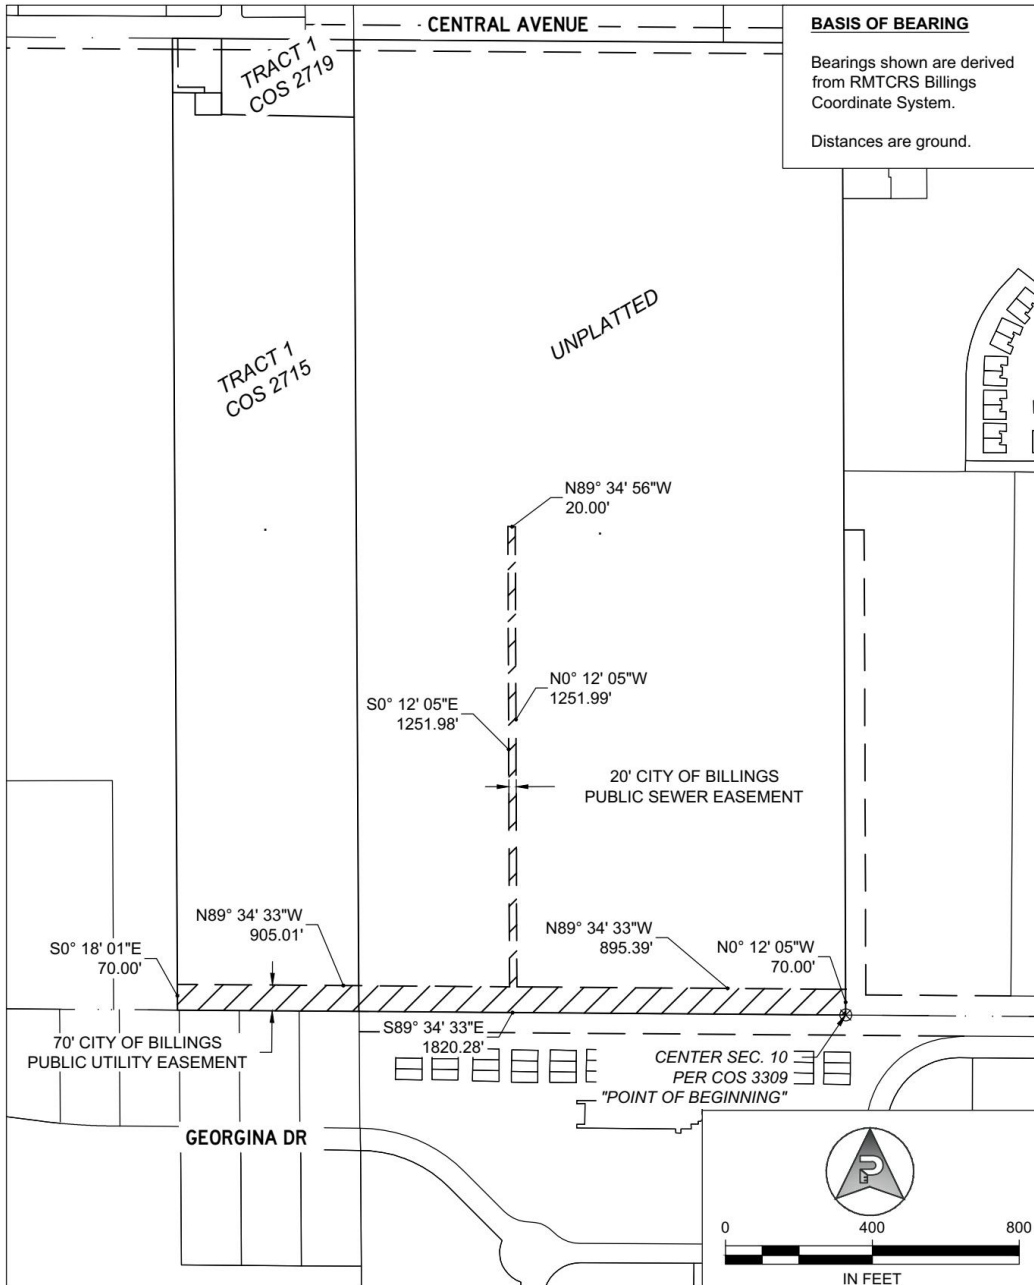 CENTRAL AVENUE
BASIS OF BEARING
Bearings shown are derived
from RMTCRS Billings
Coordinate System.
Distances are ground.
TRACT 1
COS 2719
UNPLATTED
TRACT 1
COS 2715
N89° 34' 56"W
20.00'
N0° 12' 05"W
1251.99'
S0° 12' 05"E
1251.98'
20' CITY OF BILLINGS
PUBLIC SEWER EASEMENT
N89° 34' 33"W
905.01'
N89° 34' 33"W
895.39'
N0° 12' 05"W
70.00'
S0° 18' 01"E
70.00'
S89° 34' 33"E
1820.28'
70' CITY OF BILLINGS
PUBLIC UTILITY EASEMENT
CENTER SEC. 10
PER COS 3309
"POINT OF BEGINNING"
GEORGINA DR
0 400 800
IN FEET